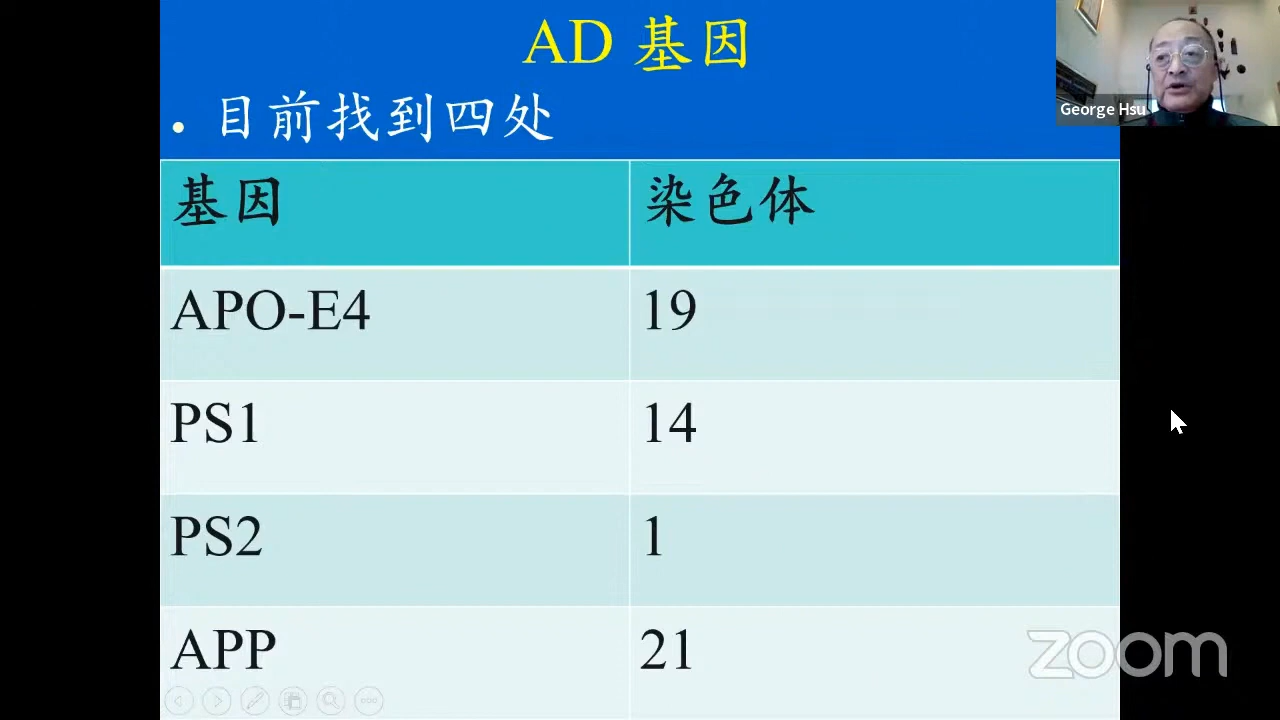 AD 基因
• 目前找到四处
基因 染色体
APO-E4 19
PS1 14
PS2 1
APP 21
George Hsu
zoom